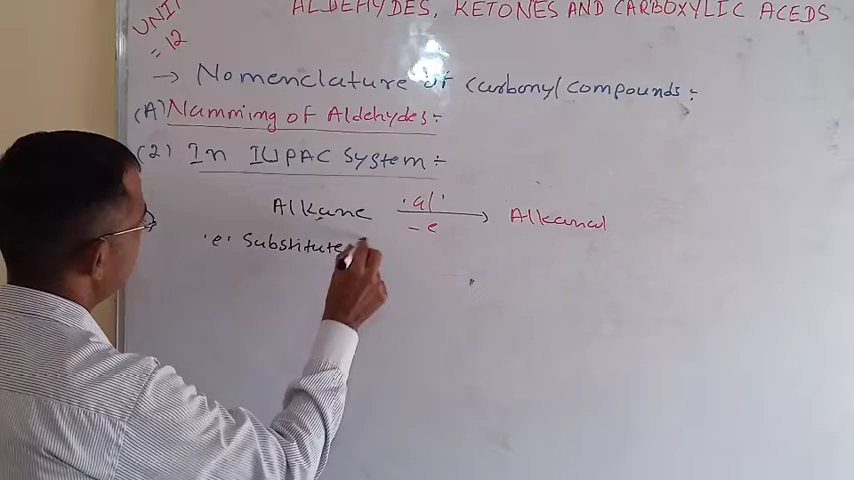 UNIT
= 12
ALDEHYDES, KETONES AND CARBOXYLIC ACEDS
→ Nomenclature of carbonyl compounds :
(A) Namming of Aldehydes :
(2) In IUPAC System :
Alkane 'al' - e → Alkanal
'e' Substitute